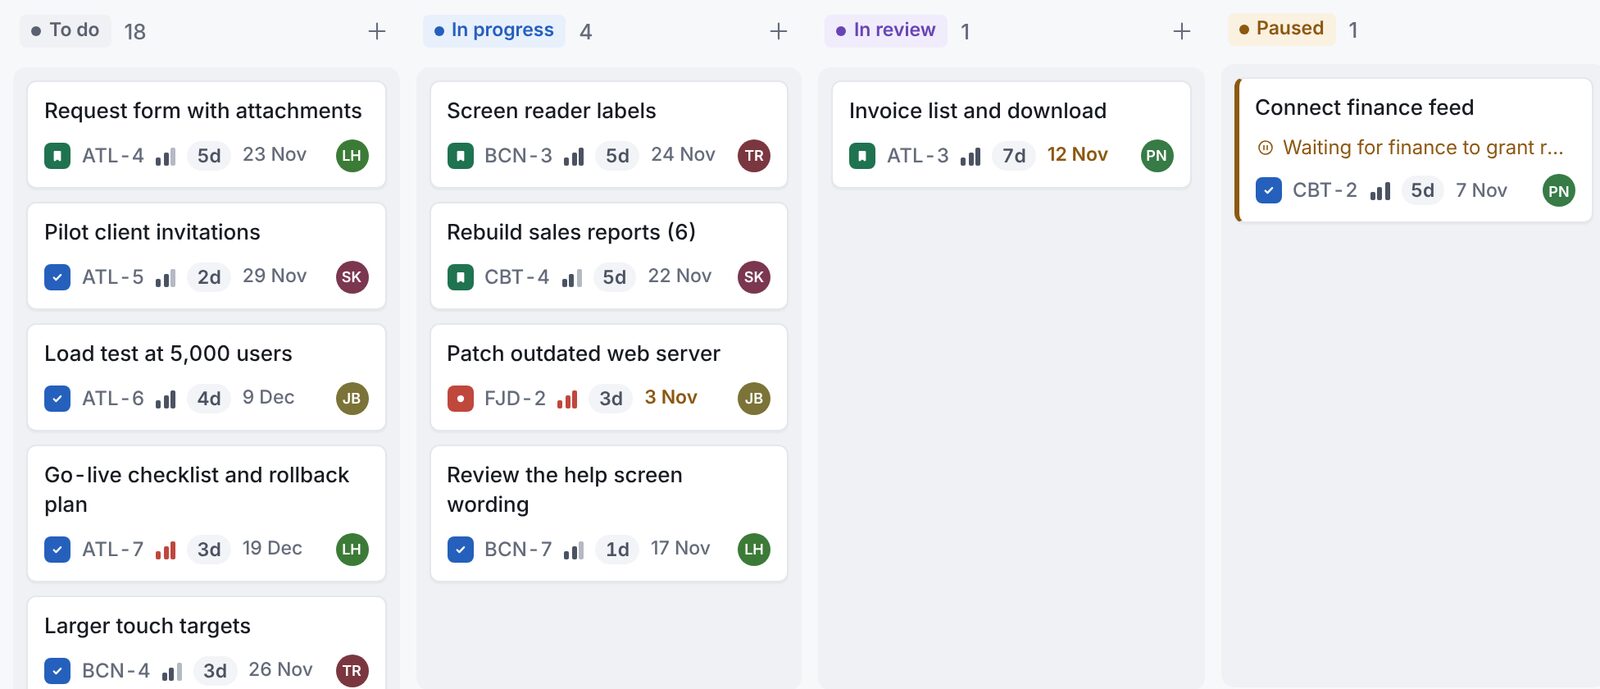 To do 18
Request form with attachments
ATL-4 5d 23 Nov LH
Pilot client invitations
ATL-5 2d 29 Nov SK
Load test at 5,000 users
ATL-6 4d 9 Dec JB
Go-live checklist and rollback
plan
ATL-7 3d 19 Dec LH
Larger touch targets
BCN-4 3d 26 Nov TR
In progress 4
Screen reader labels
BCN-3 5d 24 Nov TR
Rebuild sales reports (6)
CBT-4 5d 22 Nov SK
Patch outdated web server
FJD-2 3d 3 Nov JB
Review the help screen
wording
BCN-7 1d 17 Nov LH
In review 1
Invoice list and download
ATL-3 7d 12 Nov PN
Paused 1
Connect finance feed
Waiting for finance to grant r...
CBT-2 5d 7 Nov PN